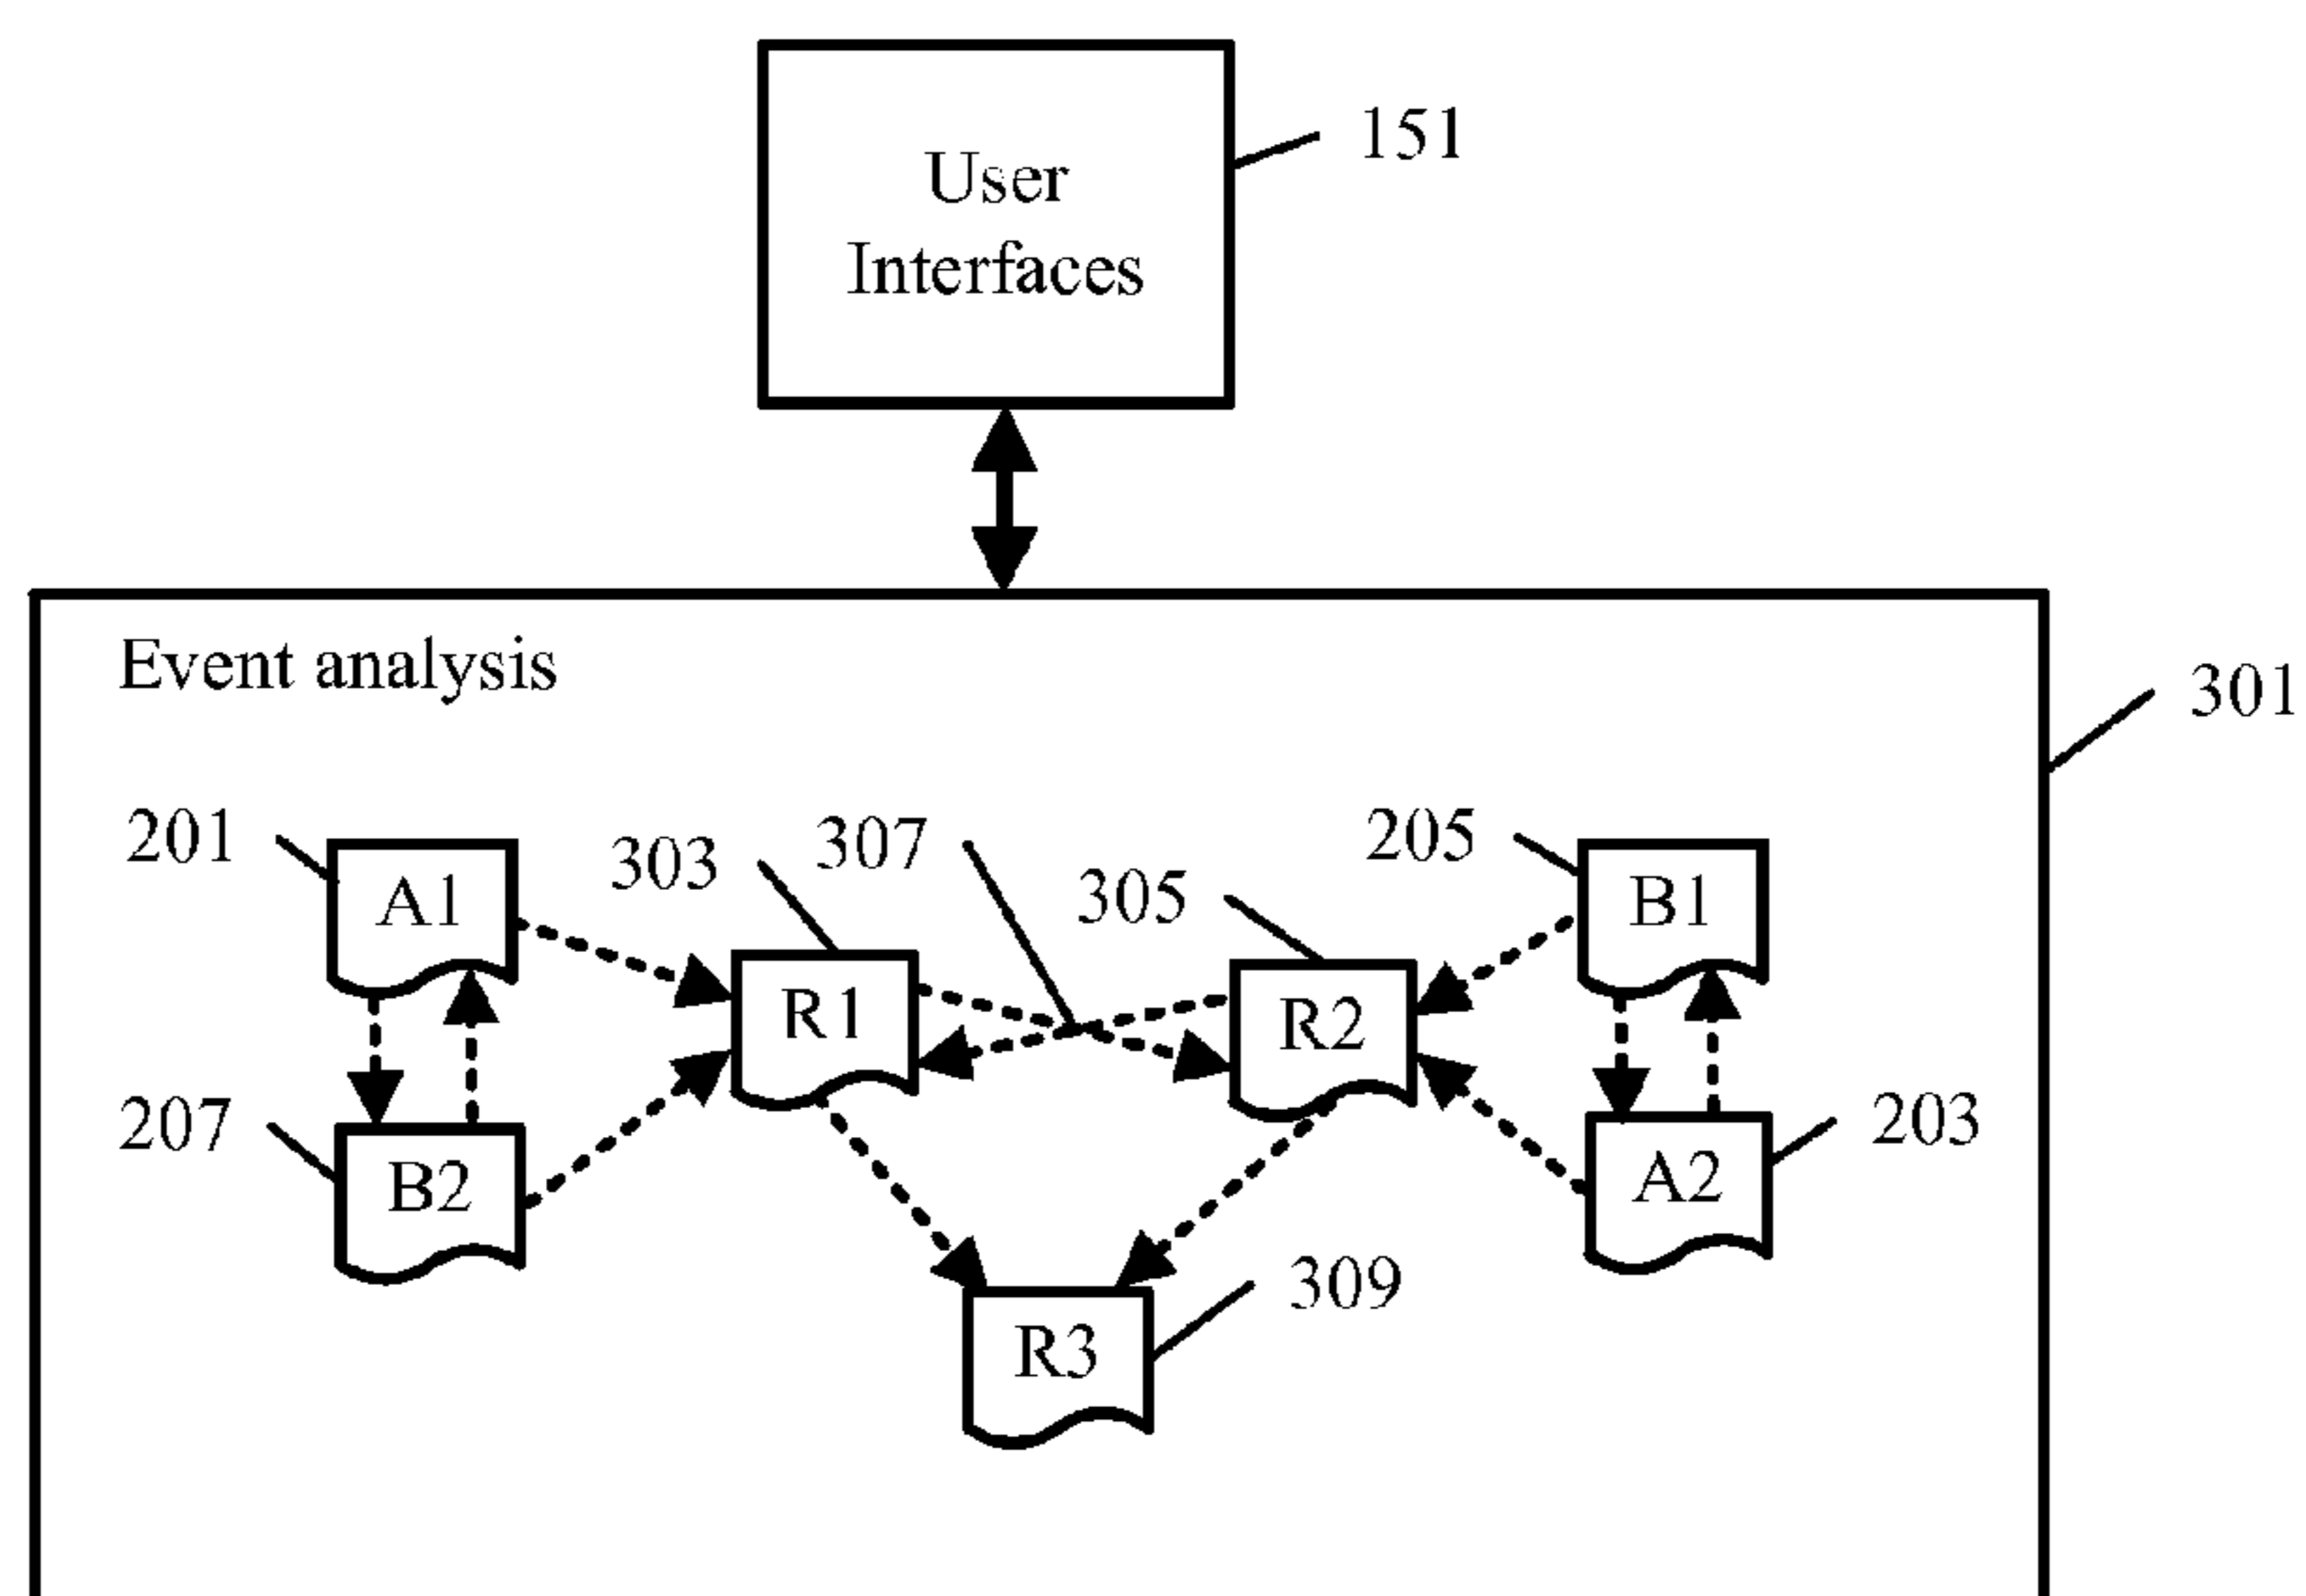 User
Interfaces
151
Event analysis
301
201
A1
303
307
305
205
B1
R1
R2
207
B2
203
A2
309
R3